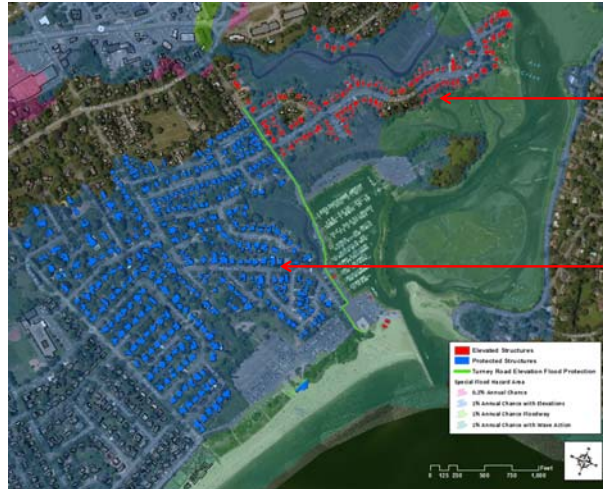 Elevated Structures
Protected Structures
Turney Road Elevation Flood Protection
Special Flood Hazard Area
0.2% Annual Chance
1% Annual Chance with Elevations
1% Annual Chance Floodway
1% Annual Chance with Wave Action
Feet
0 125 250 500 750 1,000